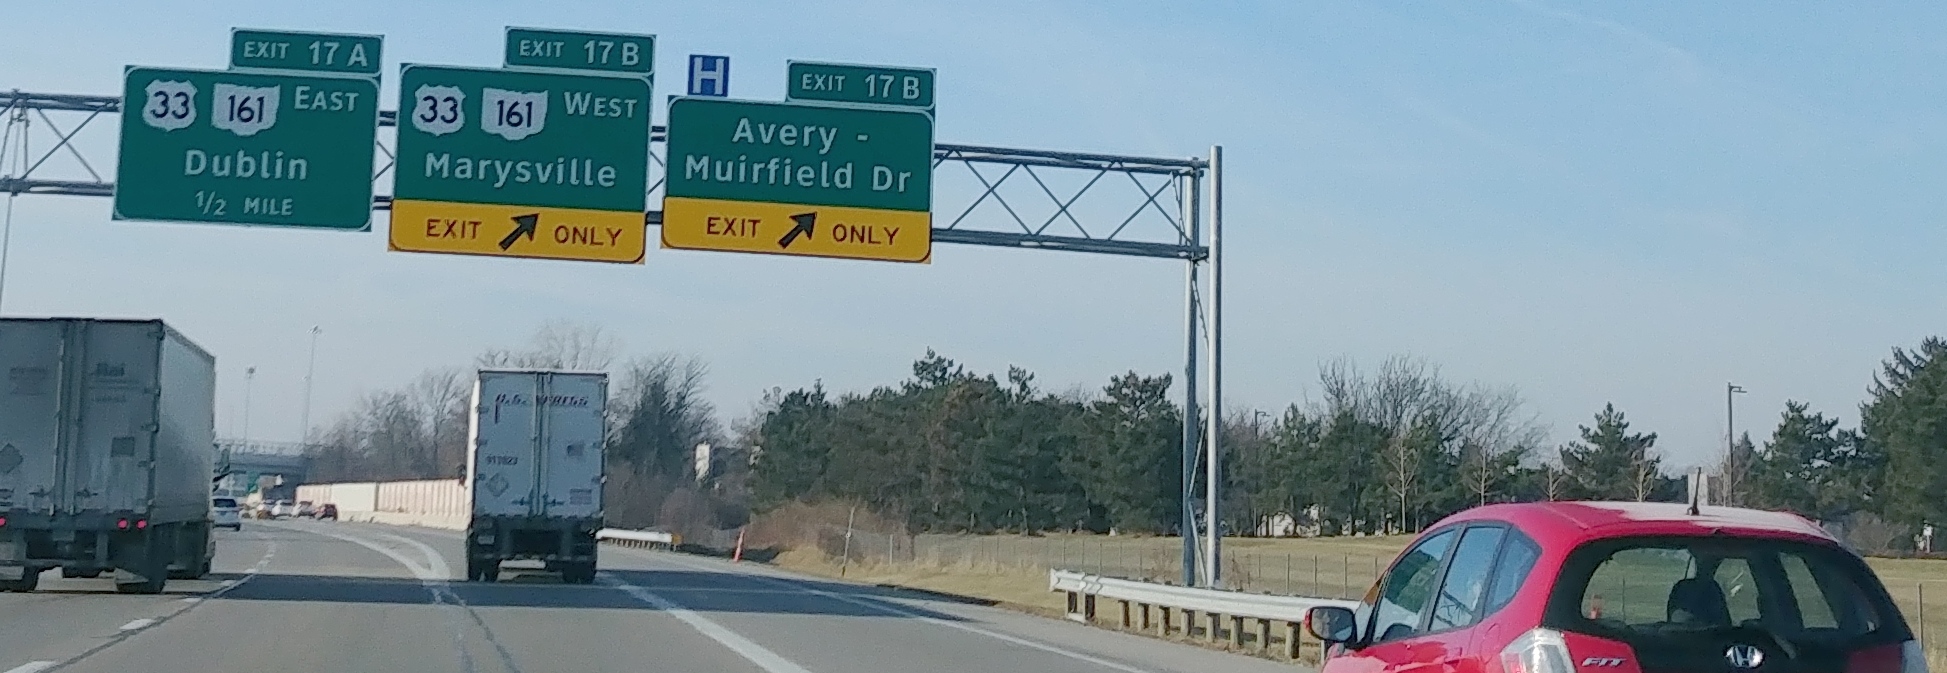 EXIT 17 A
33 161 EAST
Dublin
1/2 MILE
EXIT 17 B
33 161 WEST
Marysville
EXIT ONLY
H
EXIT 17 B
Avery -
Muirfield Dr
EXIT ONLY
U.S. XPRESS
FIT